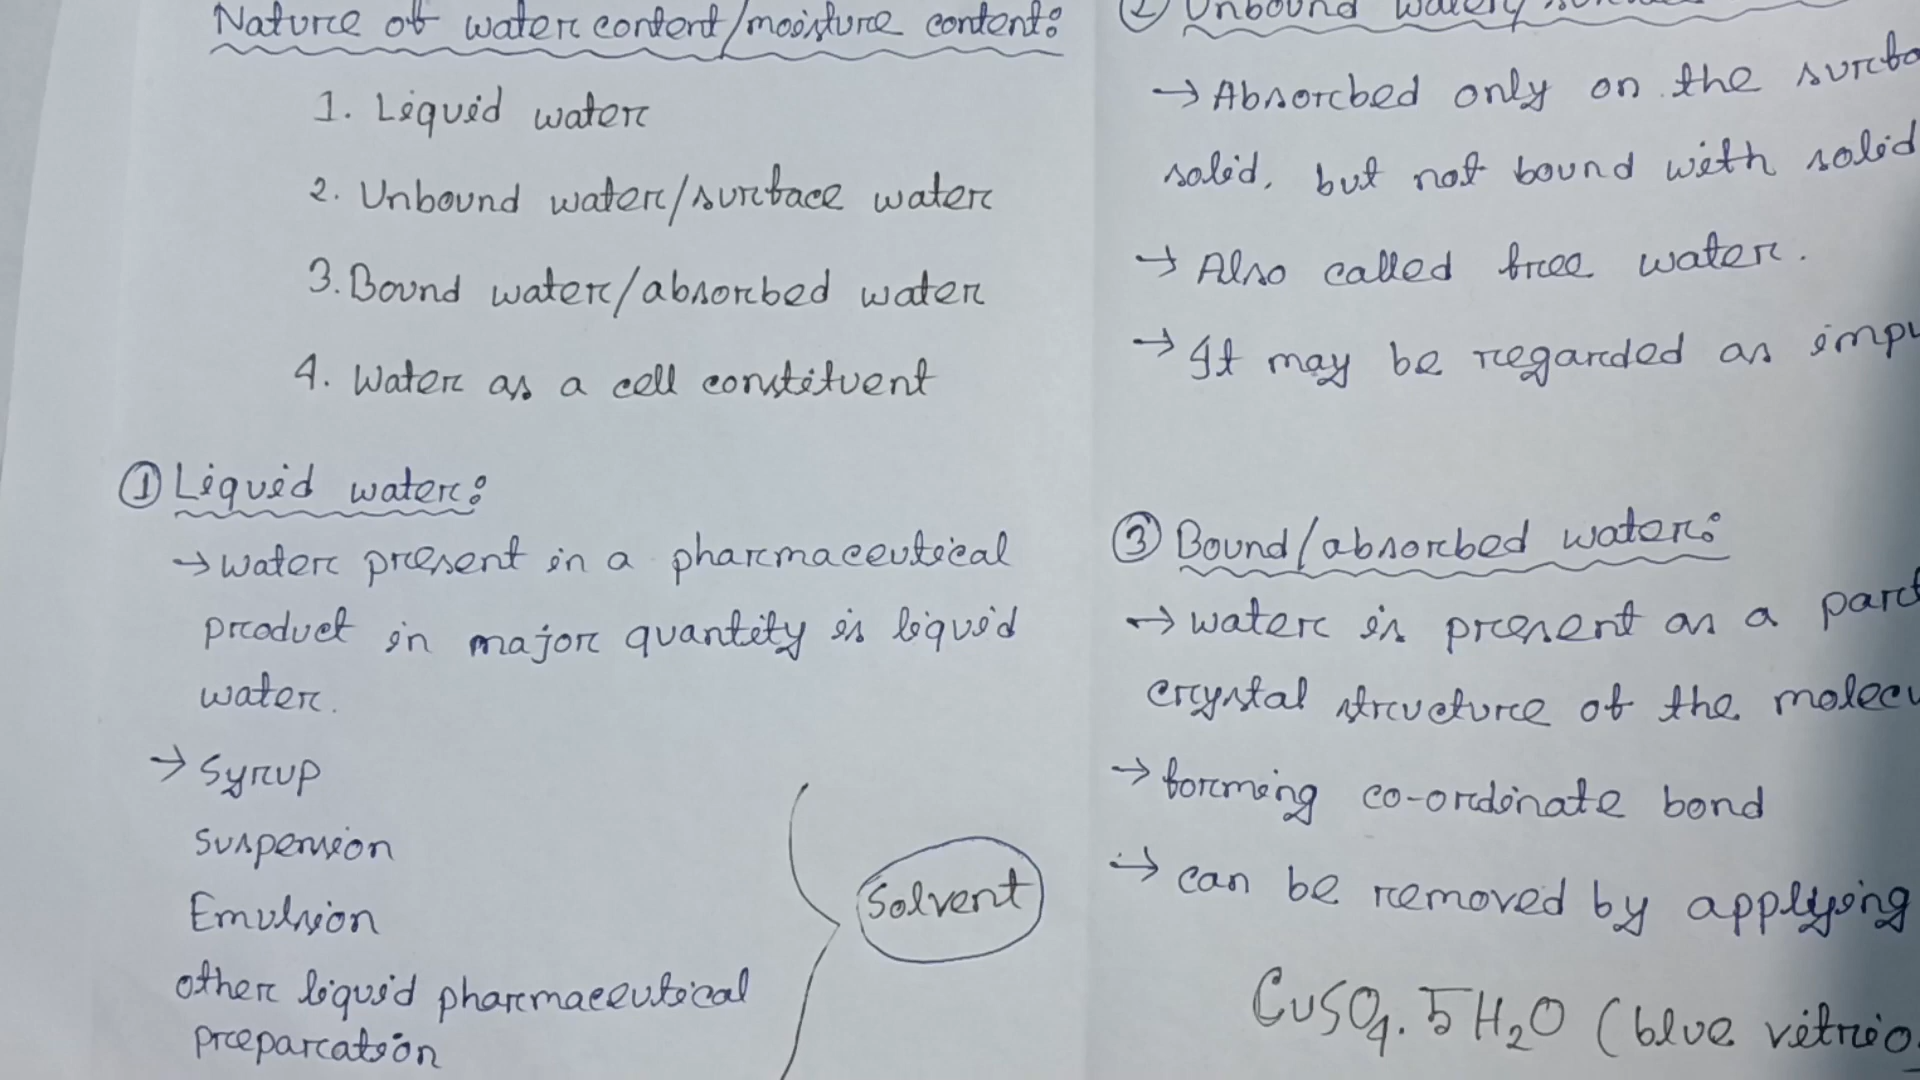 Nature of water content/moisture content:
1. Liquid water
2. Unbound water/surface water
3. Bound water/absorbed water
4. Water as a cell constituent
① Liquid water:
→ water present in a pharmaceutical
product in major quantity is liquid
water.
→ Syrup
Suspension
Emulsion
other liquid pharmaceutical
preparation
Solvent
② Unbound water/
→ Absorbed only on the
solid, but not bound with solid
→ Also called free water.
→ It may be regarded as
③ Bound/absorbed water:
→ water is present as a
crystal structure of the
→ forming co-ordinate bond
→ can be removed by applying
CuSO4. 5H2O (blue